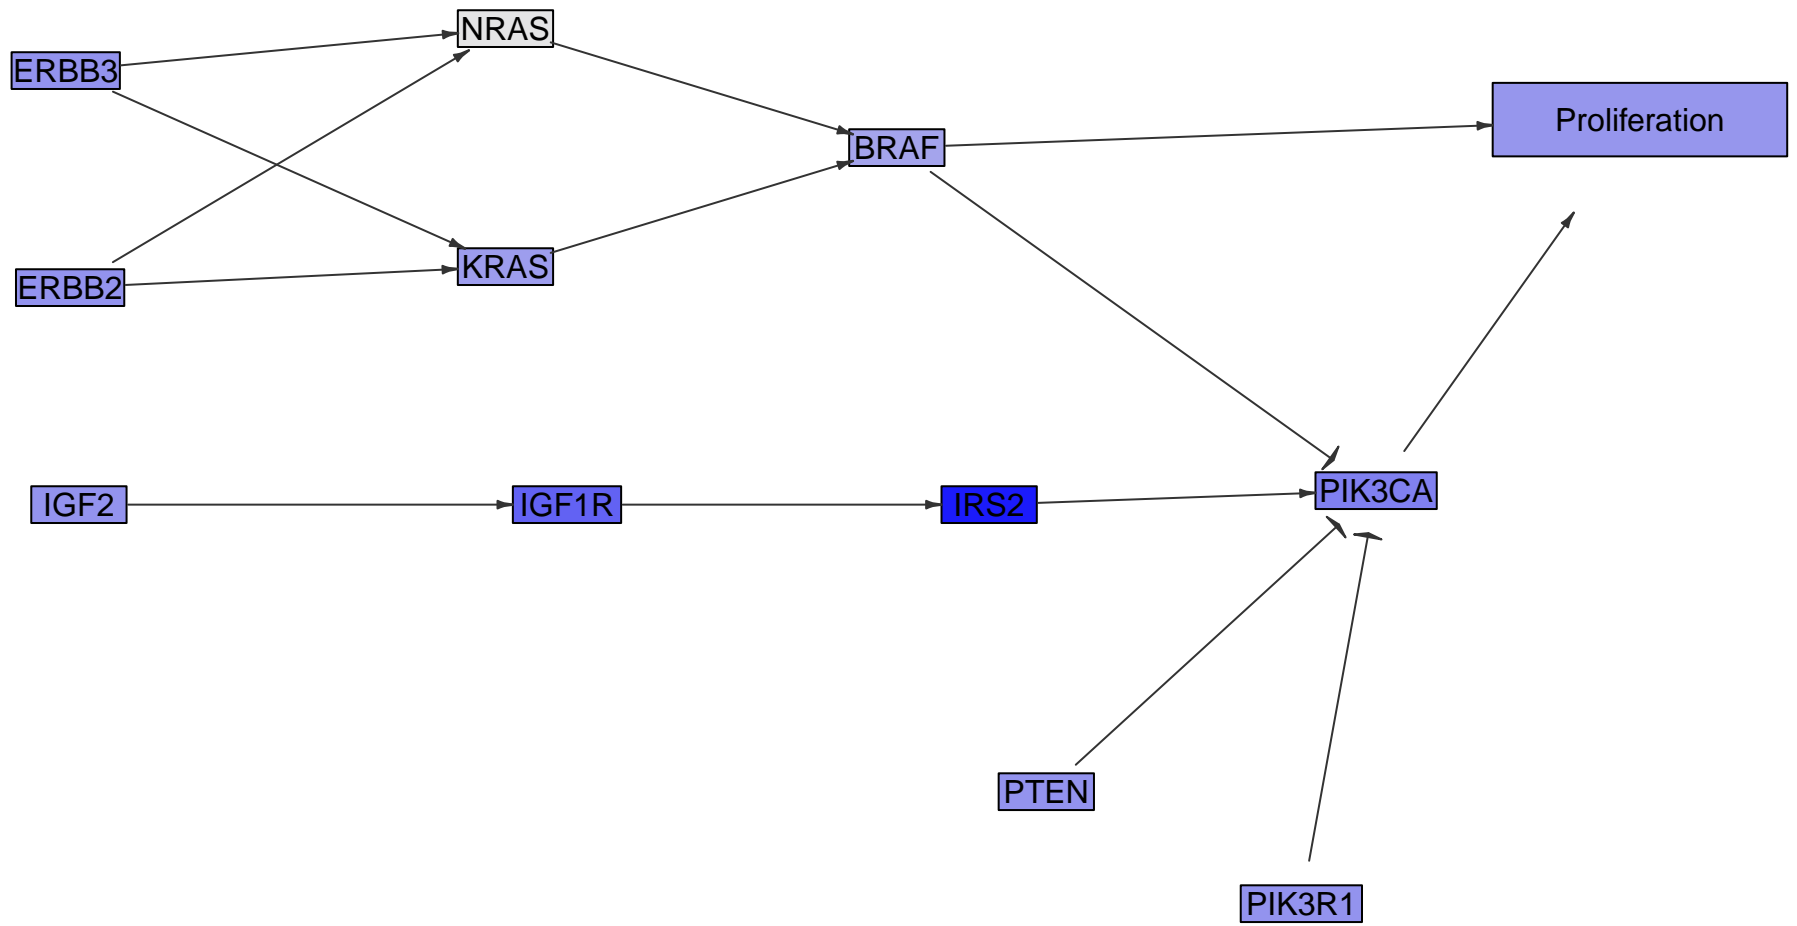 NRAS
ERBB3
Proliferation
BRAF
KRAS
ERBB2
IGF2
IGF1R
IRS2
PIK3CA
PTEN
PIK3R1